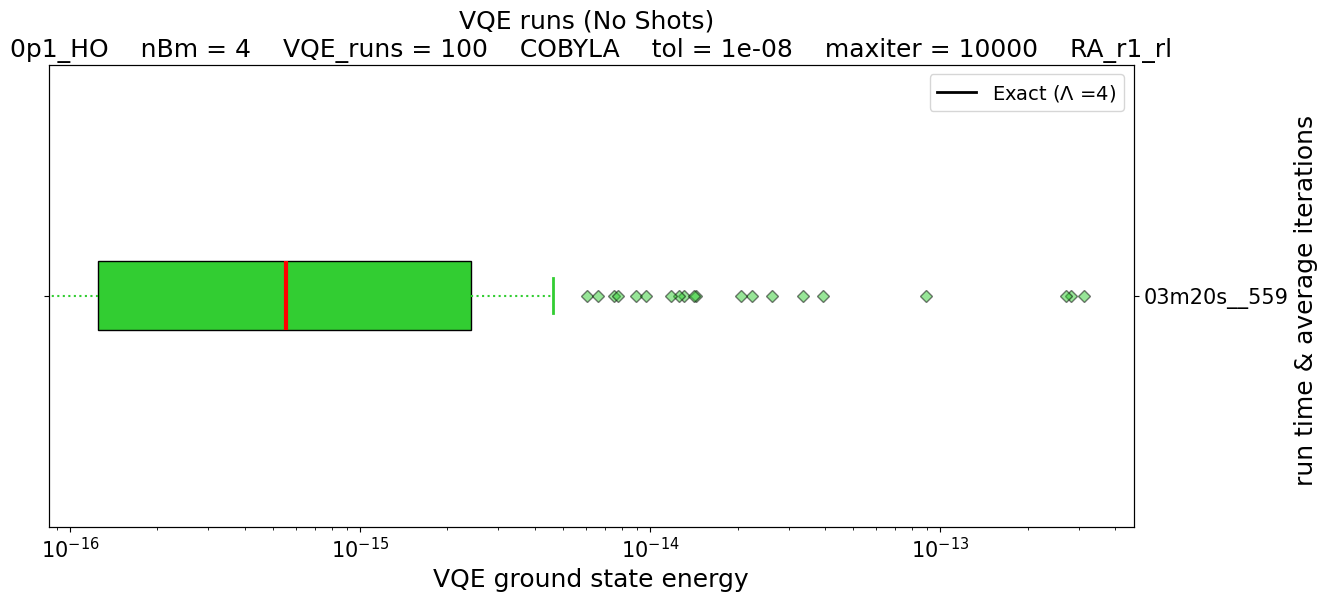 VQE runs (No Shots)
0p1_HO    nBm = 4    VQE_runs = 100    COBYLA    tol = 1e-08    maxiter = 10000    RA_r1_rl
Exact (Λ =4)
03m20s__559
run time & average iterations
10⁻¹⁶ 10⁻¹⁵ 10⁻¹⁴ 10⁻¹³
VQE ground state energy